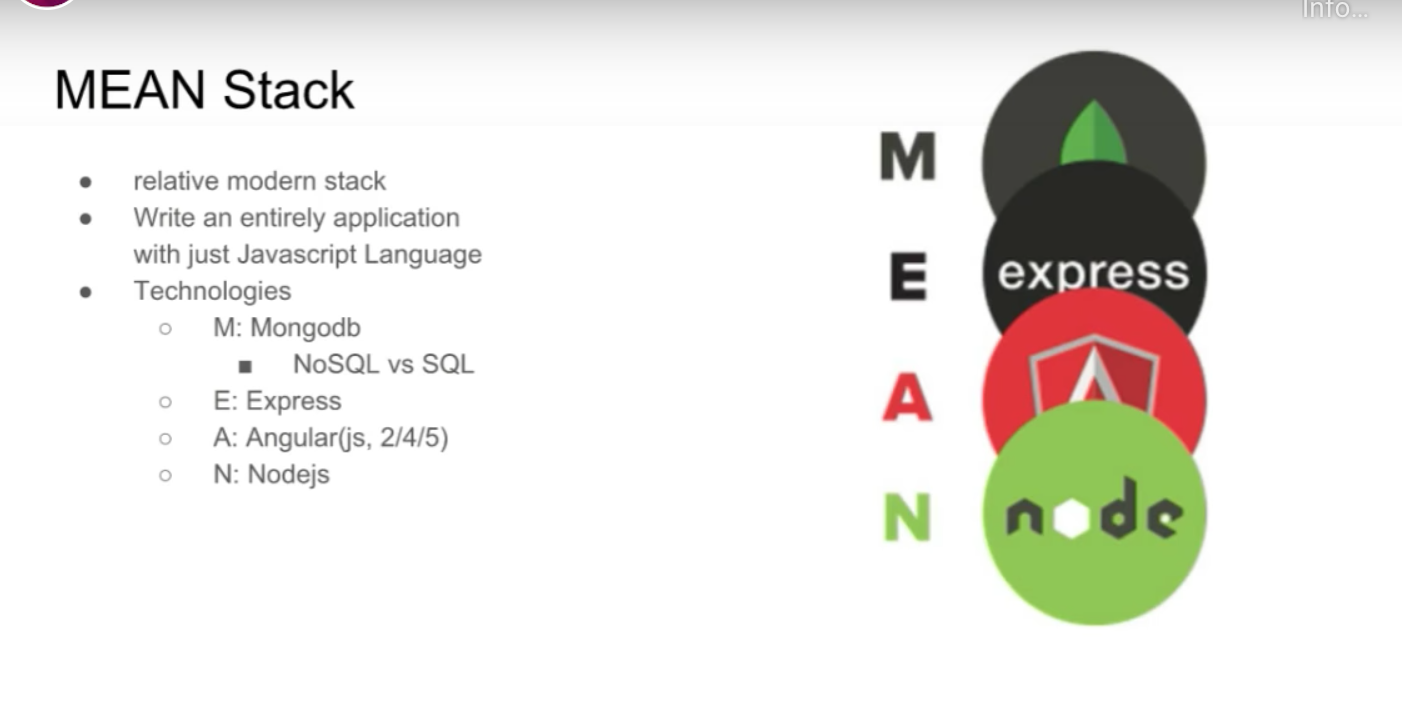 Info...
MEAN Stack
● relative modern stack
● Write an entirely application
with just Javascript Language
● Technologies
○ M: Mongodb
■ NoSQL vs SQL
○ E: Express
○ A: Angular(js, 2/4/5)
○ N: Nodejs
M
E express
A
N node